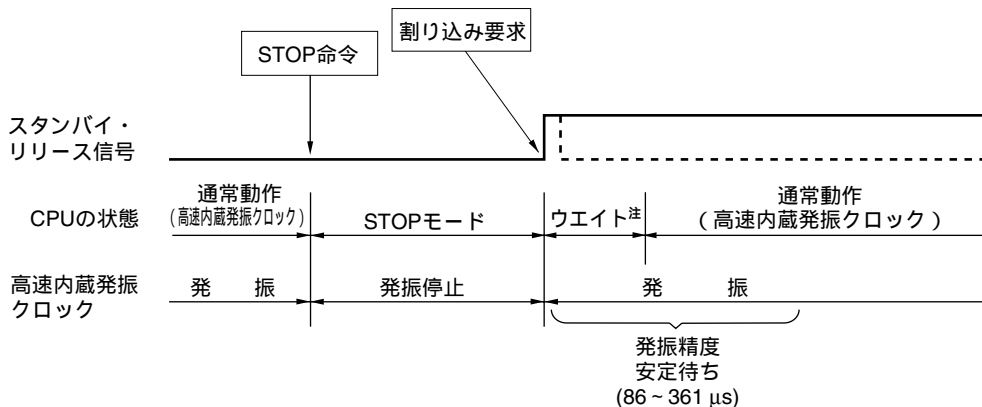 割り込み要求
STOP命令
スタンバイ・
リリース信号
CPUの状態
通常動作
(高速内蔵発振クロック)
STOPモード
ウエイト注
通常動作
(高速内蔵発振クロック)
高速内蔵発振
クロック
発 振
発振停止
発 振
発振精度
安定待ち
(86 ~ 361 μs)